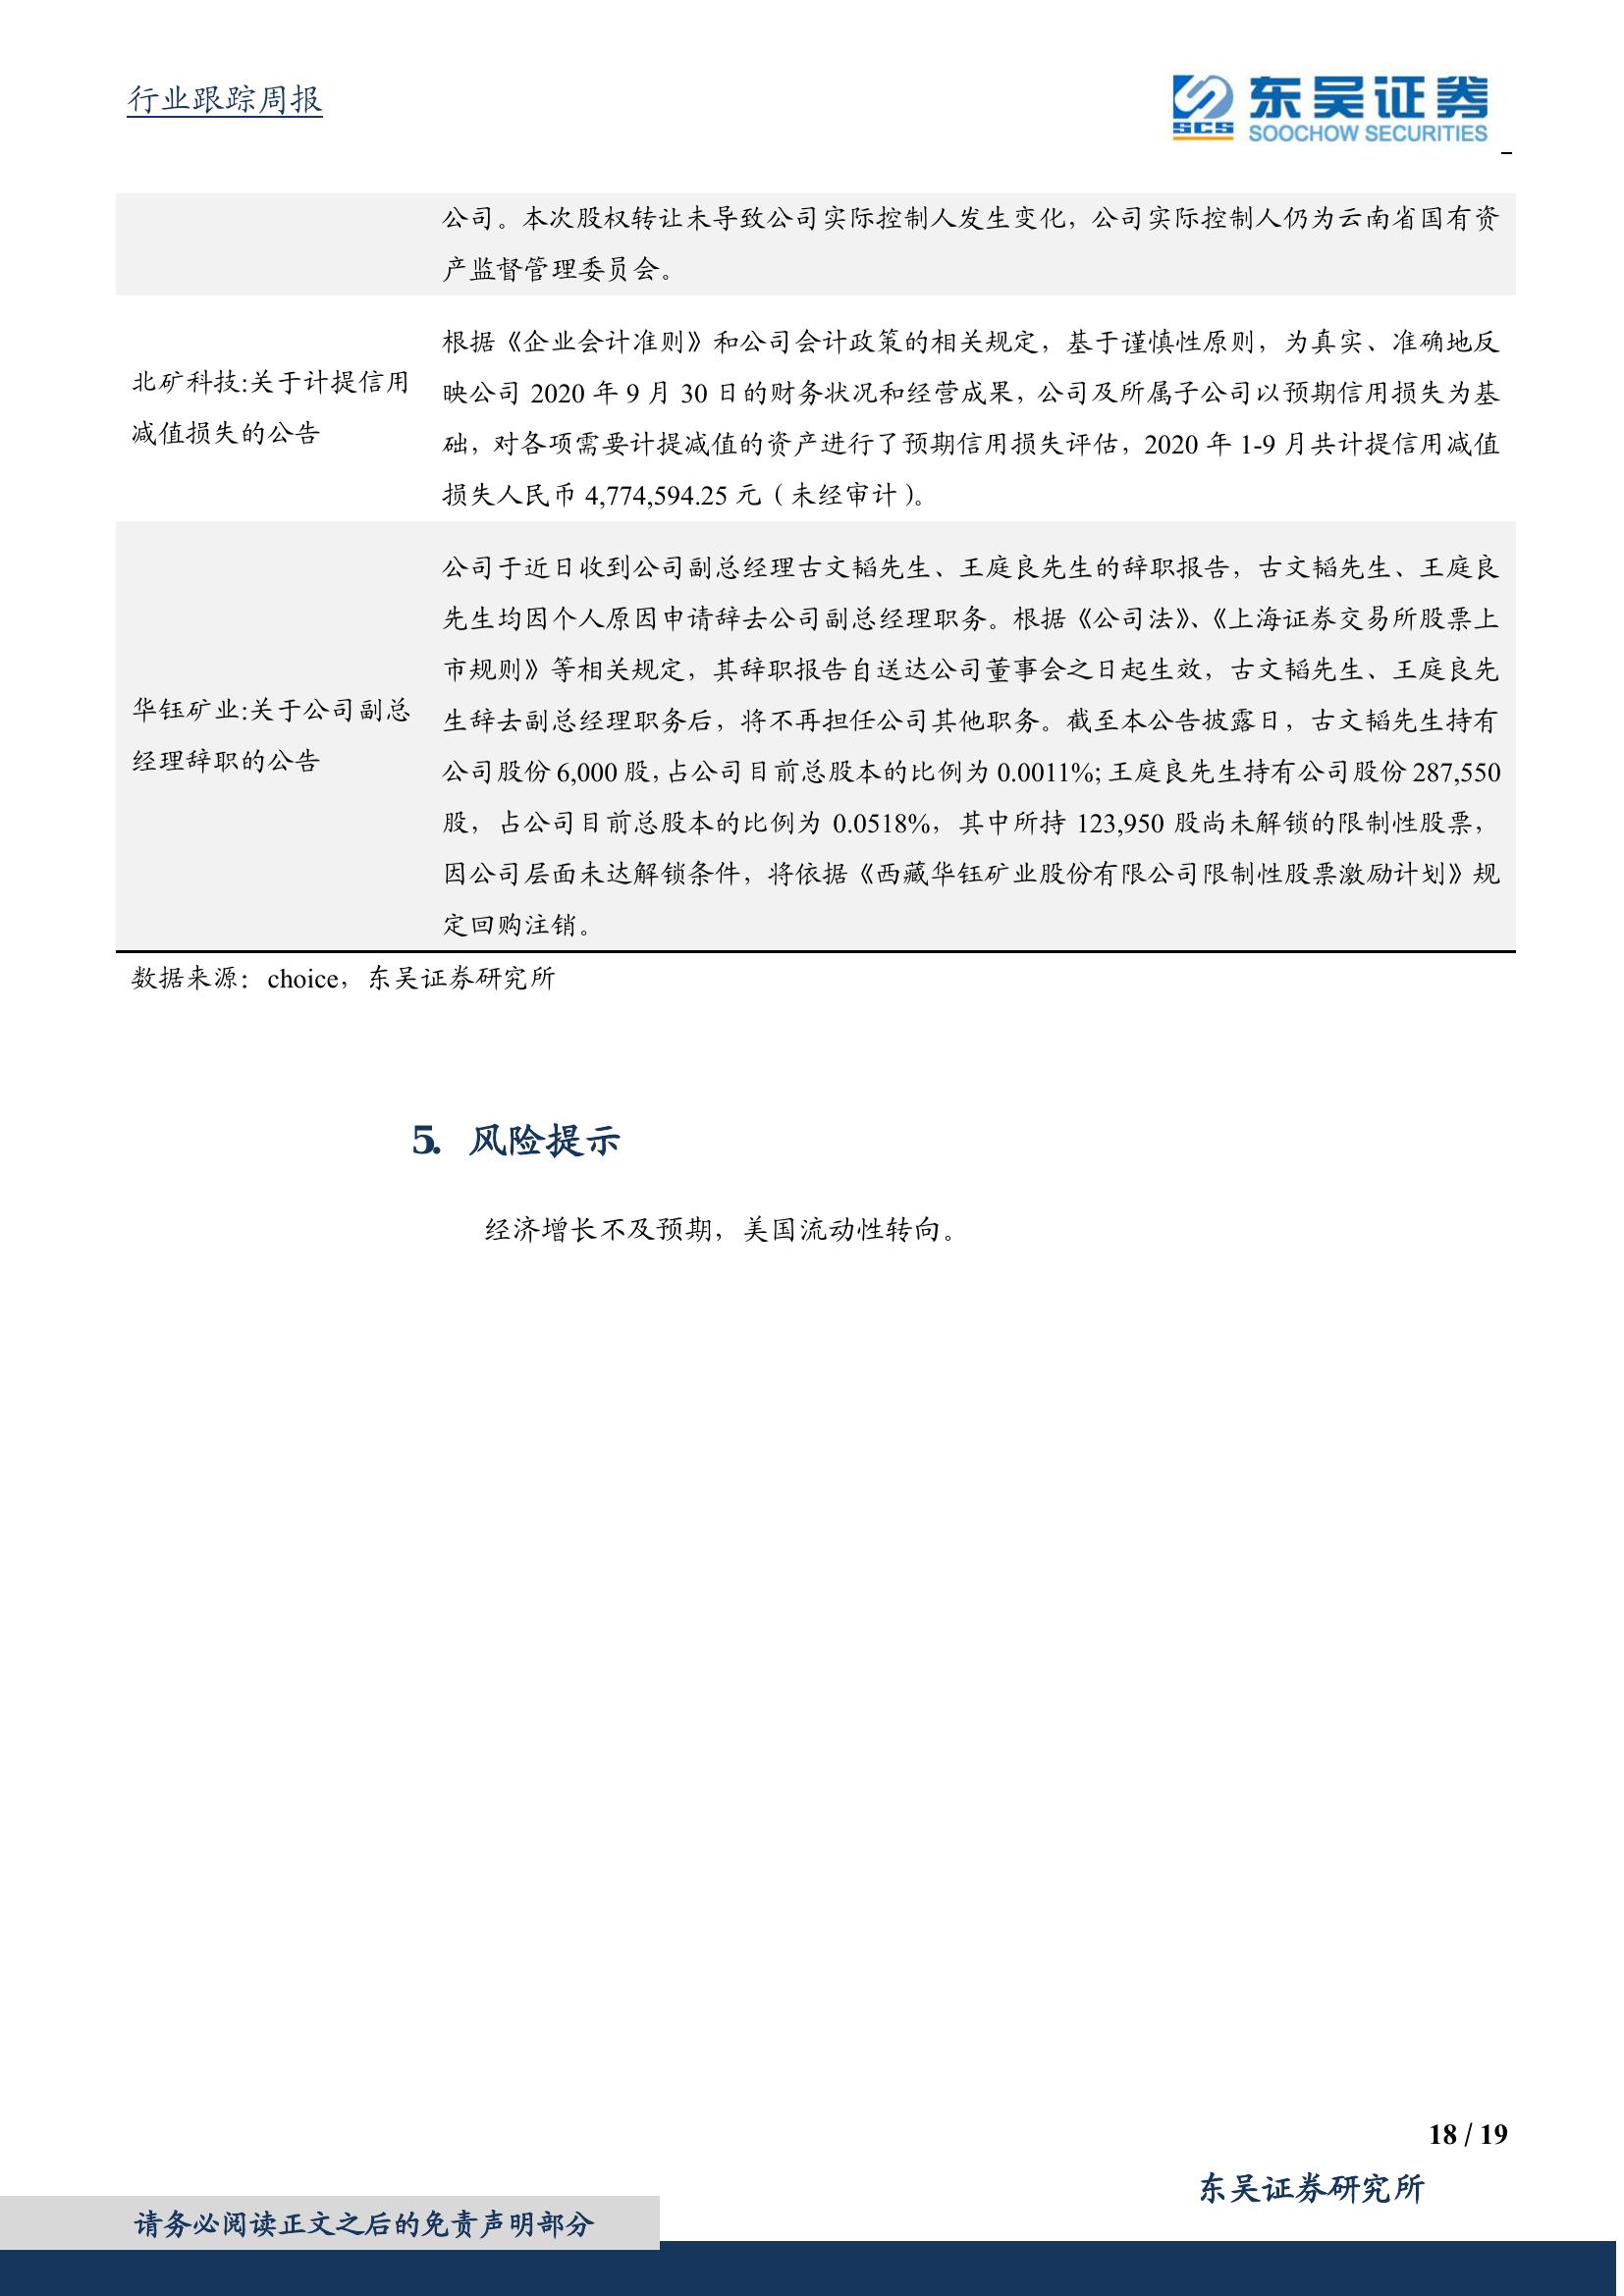 行业跟踪周报
SCS
东吴证券
SOOCHOW SECURITIES
公司。本次股权转让未导致公司实际控制人发生变化，公司实际控制人仍为云南省国有资
产监督管理委员会。
北矿科技:关于计提信用
减值损失的公告
根据《企业会计准则》和公司会计政策的相关规定，基于谨慎性原则，为真实、准确地反
映公司 2020 年 9 月 30 日的财务状况和经营成果，公司及所属子公司以预期信用损失为基
础，对各项需要计提减值的资产进行了预期信用损失评估，2020 年 1-9 月共计提信用减值
损失人民币 4,774,594.25 元（未经审计）。
华钰矿业:关于公司副总
经理辞职的公告
公司于近日收到公司副总经理古文韬先生、王庭良先生的辞职报告，古文韬先生、王庭良
先生均因个人原因申请辞去公司副总经理职务。根据《公司法》、《上海证券交易所股票上
市规则》等相关规定，其辞职报告自送达公司董事会之日起生效，古文韬先生、王庭良先
生辞去副总经理职务后，将不再担任公司其他职务。截至本公告披露日，古文韬先生持有
公司股份 6,000 股，占公司目前总股本的比例为 0.0011%；王庭良先生持有公司股份 287,550
股，占公司目前总股本的比例为 0.0518%，其中所持 123,950 股尚未解锁的限制性股票，
因公司层面未达解锁条件，将依据《西藏华钰矿业股份有限公司限制性股票激励计划》规
定回购注销。
数据来源：choice，东吴证券研究所
5. 风险提示
经济增长不及预期，美国流动性转向。
18 / 19
东吴证券研究所
请务必阅读正文之后的免责声明部分